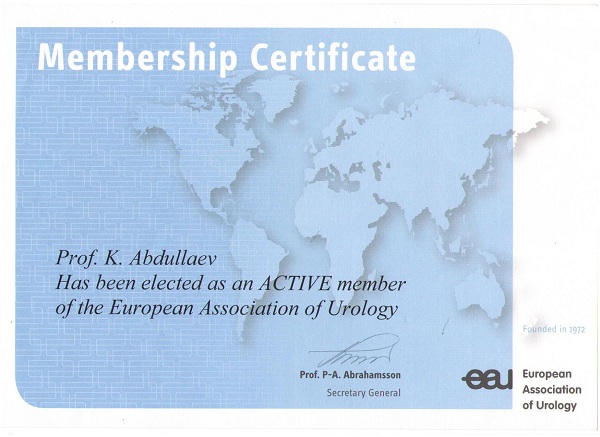 Membership Certificate
Prof. K. Abdullaev
Has been elected as an ACTIVE member
of the European Association of Urology
Founded in 1972
Prof. P-A. Abrahamsson
Secretary General
eau
European
Association
of Urology